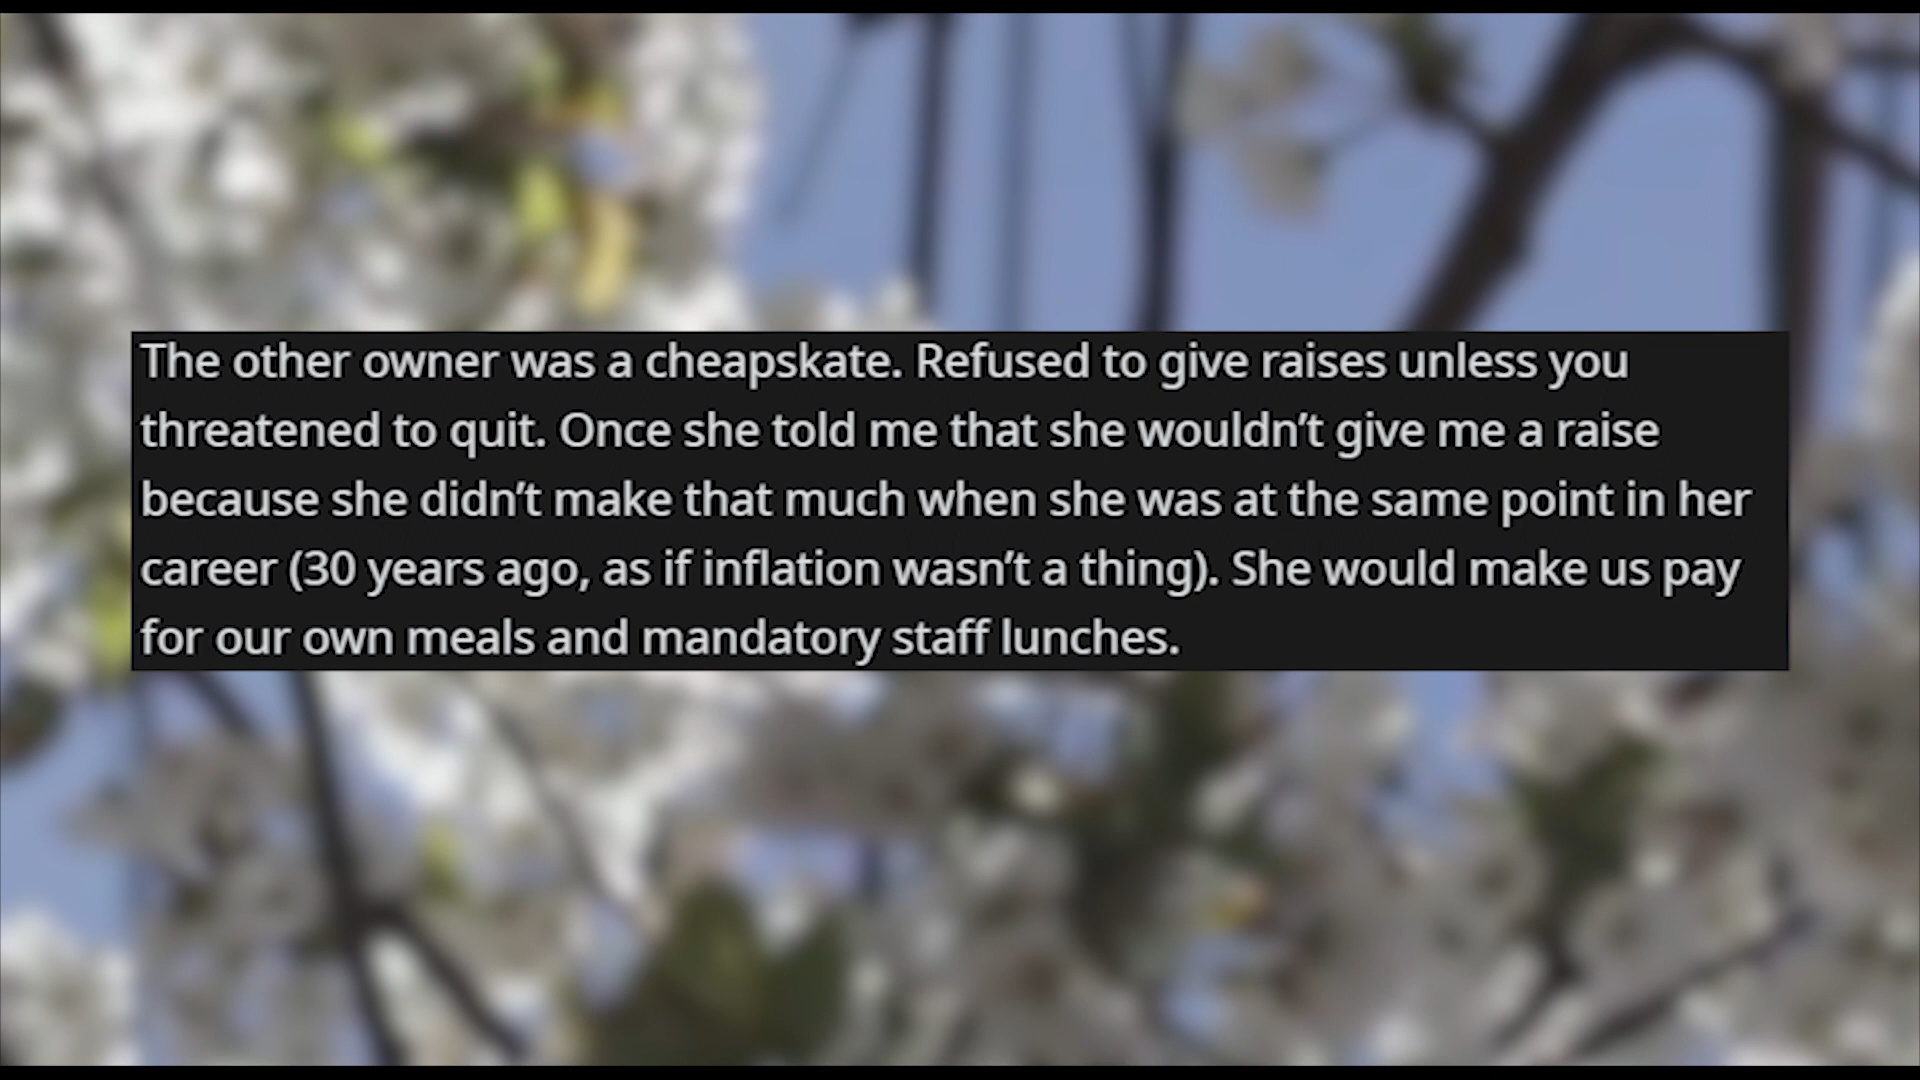 The other owner was a cheapskate. Refused to give raises unless you
threatened to quit. Once she told me that she wouldn’t give me a raise
because she didn’t make that much when she was at the same point in her
career (30 years ago, as if inflation wasn’t a thing). She would make us pay
for our own meals and mandatory staff lunches.